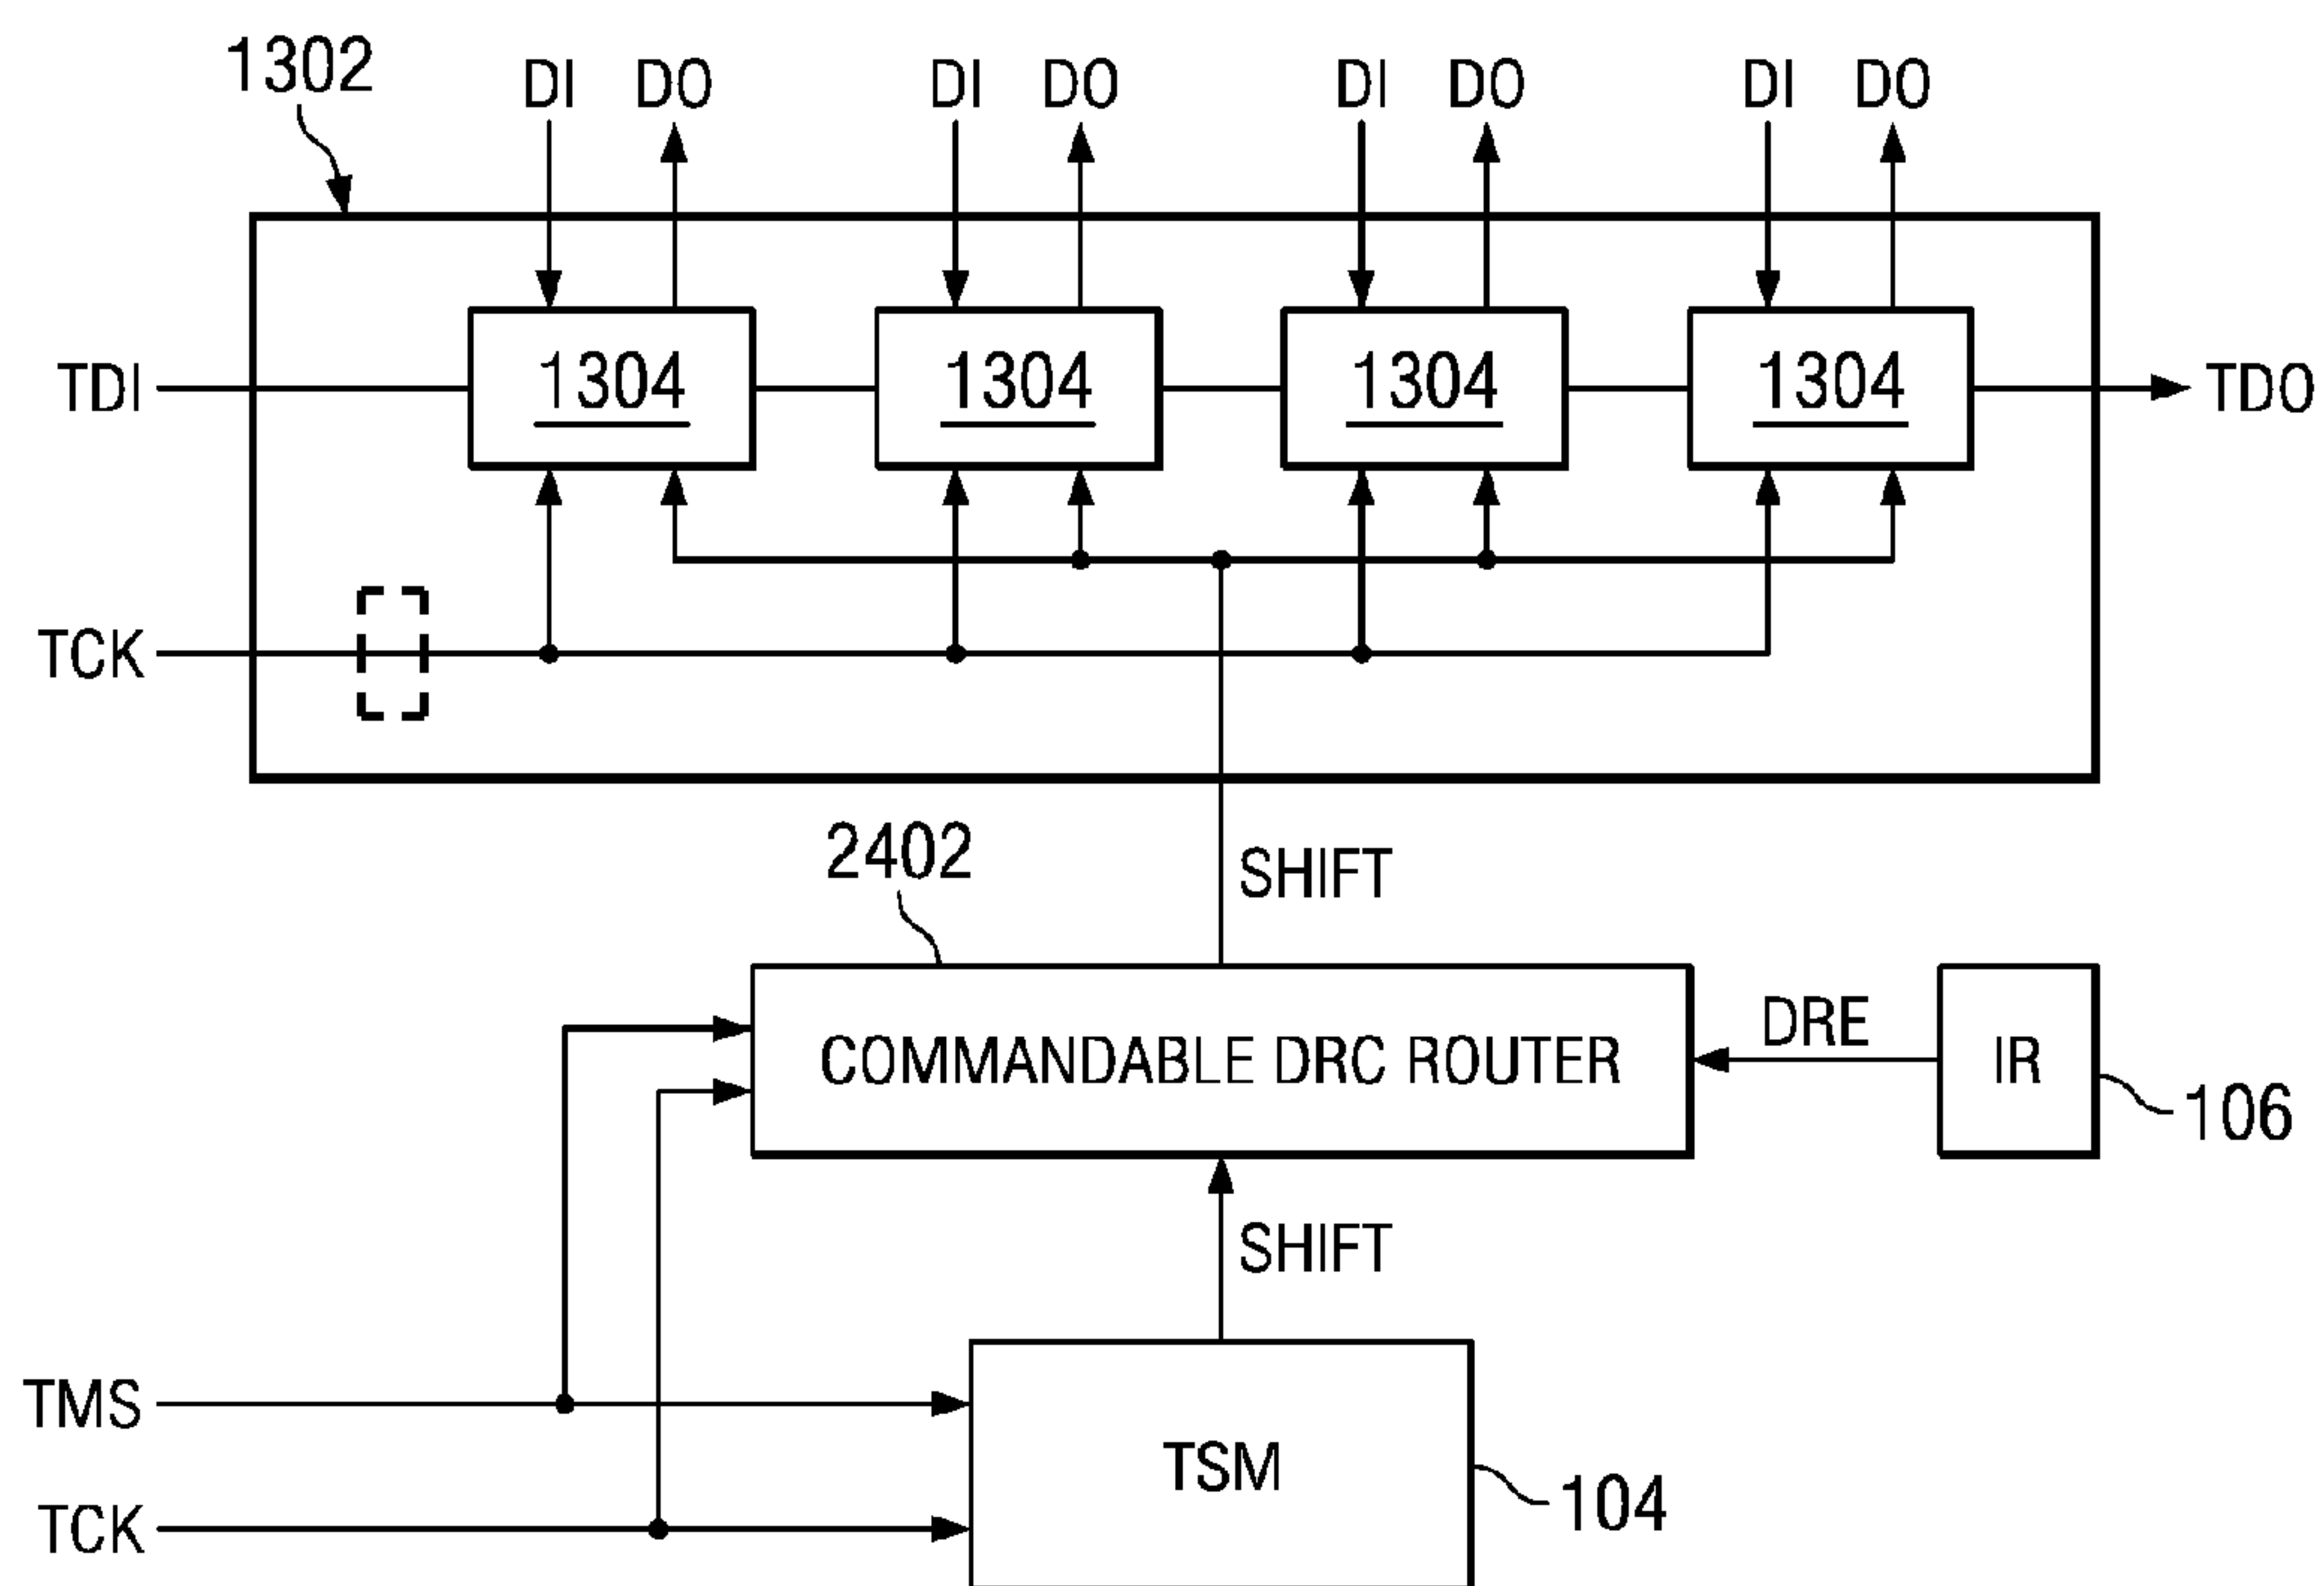 1302
DI DO DI DO DI DO DI DO
TDI 1304 1304 1304 1304 TDO
TCK
2402 SHIFT
COMMANDABLE DRC ROUTER DRE IR
106
SHIFT
TMS
TSM
TCK 104